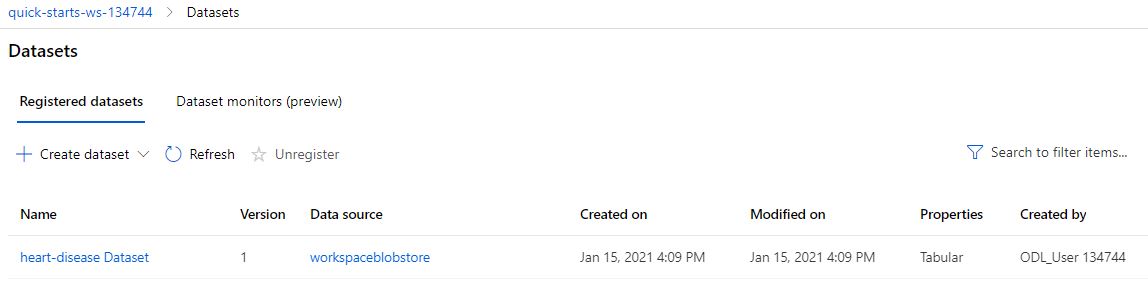 quick-starts-ws-134744 > Datasets
Datasets
Registered datasets Dataset monitors (preview)
Create dataset Refresh Unregister Search to filter items...
Name Version Data source Created on Modified on Properties Created by
heart-disease Dataset 1 workspaceblobstore Jan 15, 2021 4:09 PM Jan 15, 2021 4:09 PM Tabular ODL_User 134744